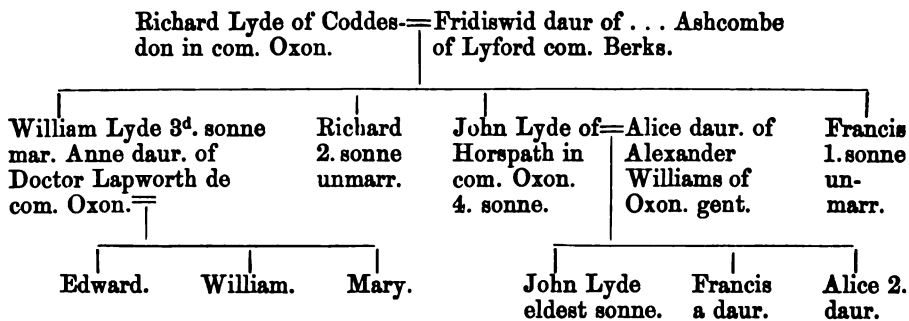 Richard Lyde of Coddes-=Fridiswid daur of . . . Ashcombe
don in com. Oxon. of Lyford com. Berks.
William Lyde 3d. sonne
mar. Anne daur. of
Doctor Lapworth de
com. Oxon.=
Richard
2. sonne
unmarr.
John Lyde of=Alice daur. of
Horspath in Alexander
com. Oxon. Williams of
4. sonne. Oxon. gent.
Francis
1. sonne
un-
marr.
Edward. William. Mary.
John Lyde
eldest sonne.
Francis
a daur.
Alice 2.
daur.